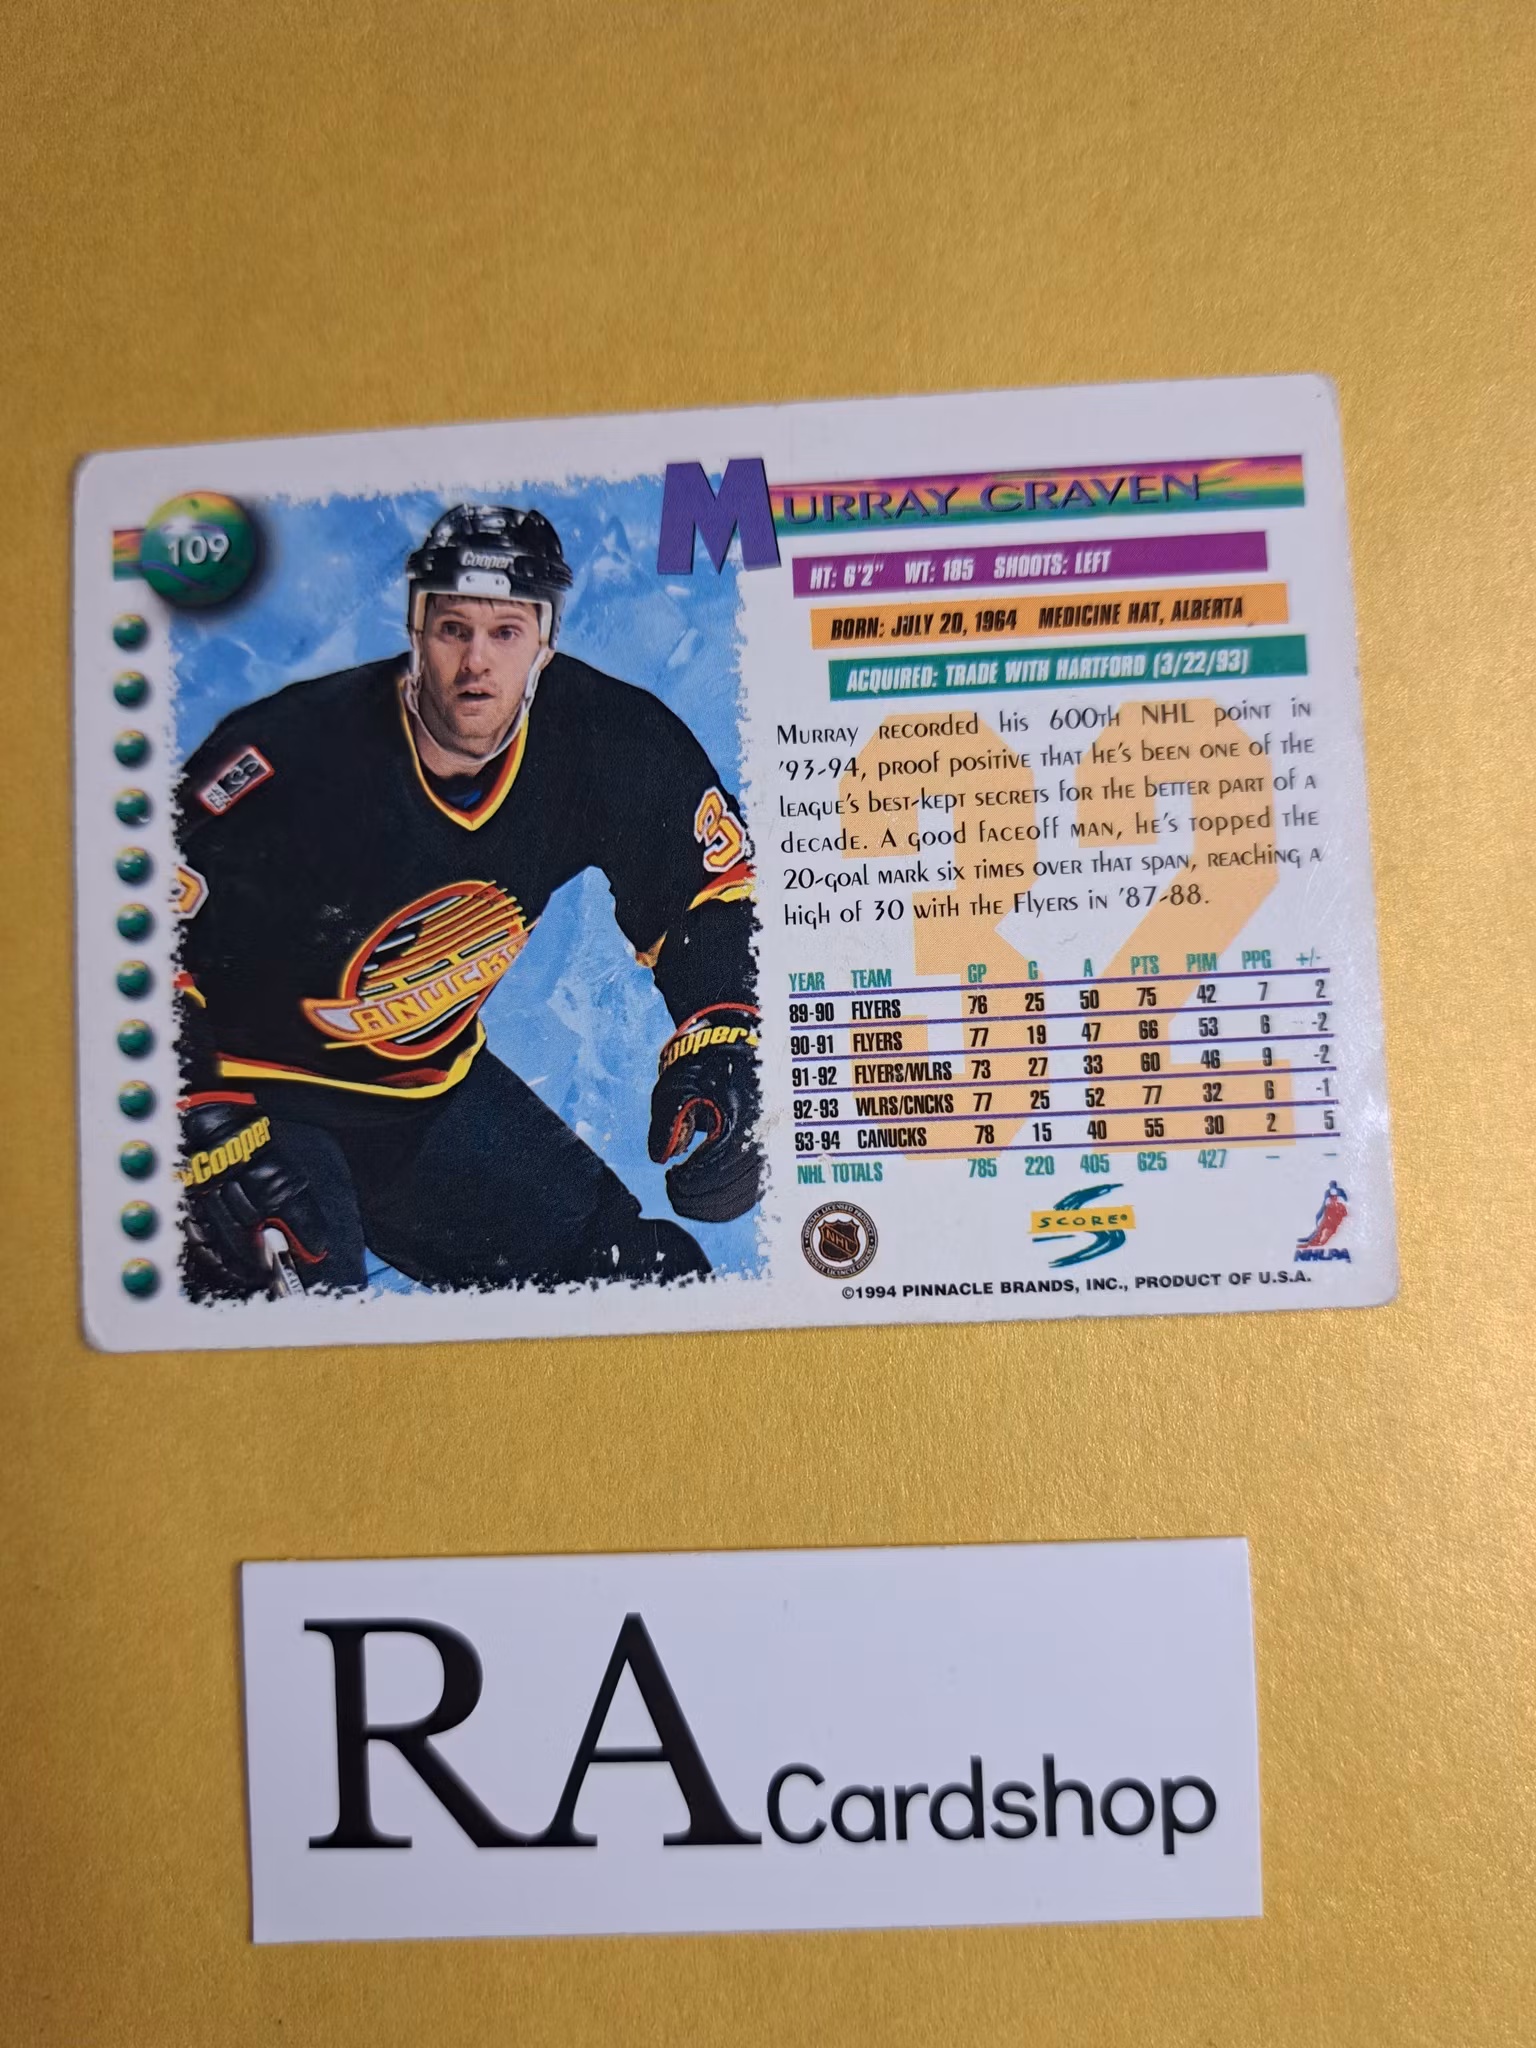 109
MURRAY CRAVEN
HT: 6'2" WT: 185 SHOOTS: LEFT
BORN: JULY 20, 1964 MEDICINE HAT, ALBERTA
ACQUIRED: TRADE WITH HARTFORD (3/22/93)
MURRAY RECORDED HIS 600TH NHL POINT IN
'93-94, PROOF POSITIVE THAT HE'S BEEN ONE OF THE
LEAGUE'S BEST-KEPT SECRETS FOR THE BETTER PART OF A
DECADE. A GOOD FACEOFF MAN, HE'S TOPPED THE
20-GOAL MARK SIX TIMES OVER THAT SPAN, REACHING A
HIGH OF 30 WITH THE FLYERS IN '87-88.
32
YEAR TEAM GP G A PTS PIM PPG +/-
89-90 FLYERS 76 25 50 75 42 7 2
90-91 FLYERS 77 19 47 66 53 6 -2
91-92 FLYERS/WLRS 73 27 33 60 46 9 -2
92-93 WLRS/CNCKS 77 25 52 77 32 6 -1
93-94 CANUCKS 78 15 40 55 30 2 5
NHL TOTALS 785 220 405 625 427 – –
NHL
SCORE®
NHLPA
©1994 PINNACLE BRANDS, INC., PRODUCT OF U.S.A.
Cooper
3
CANUCKS
Cooper
Cooper
RA Cardshop